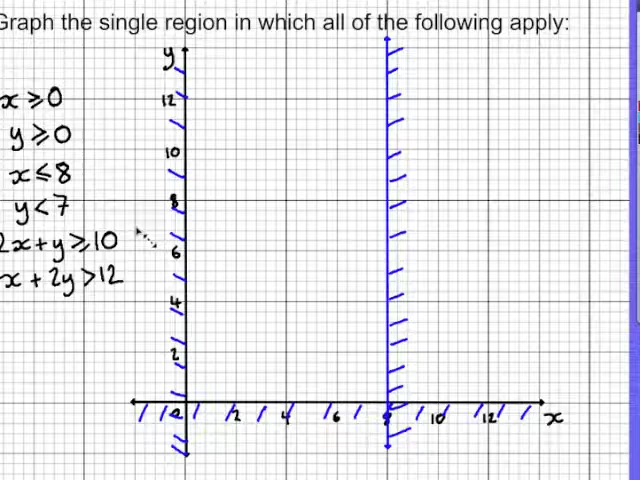 Graph the single region in which all of the following apply:
y
x ≥ 0
y ≥ 0
x ≤ 8
y < 7
2x + y ≥ 10
x + 2y > 12
12
10
8
6
4
2
0 2 4 6 8 10 12 x